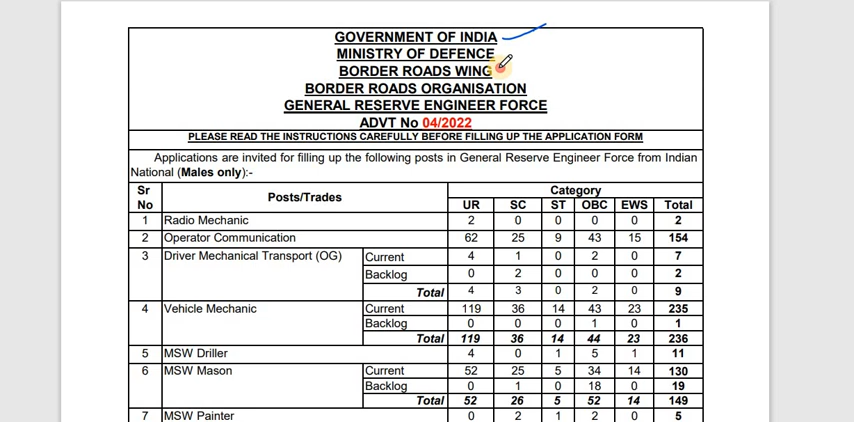 GOVERNMENT OF INDIA
MINISTRY OF DEFENCE
BORDER ROADS WING
BORDER ROADS ORGANISATION
GENERAL RESERVE ENGINEER FORCE
ADVT No 04/2022
PLEASE READ THE INSTRUCTIONS CAREFULLY BEFORE FILLING UP THE APPLICATION FORM
Applications are invited for filling up the following posts in General Reserve Engineer Force from Indian
National (Males only):-
Sr No Posts/Trades Category
UR SC ST OBC EWS Total
1 Radio Mechanic 2 0 0 0 0 2
2 Operator Communication 62 25 9 43 15 154
3 Driver Mechanical Transport (OG) Current 4 1 0 2 0 7
Backlog 0 2 0 0 0 2
Total 4 3 0 2 0 9
4 Vehicle Mechanic Current 119 36 14 43 23 235
Backlog 0 0 0 1 0 1
Total 119 36 14 44 23 236
5 MSW Driller 4 0 1 5 1 11
6 MSW Mason Current 52 25 5 34 14 130
Backlog 0 1 0 18 0 19
Total 52 26 5 52 14 149
7 MSW Painter 0 2 1 2 0 5